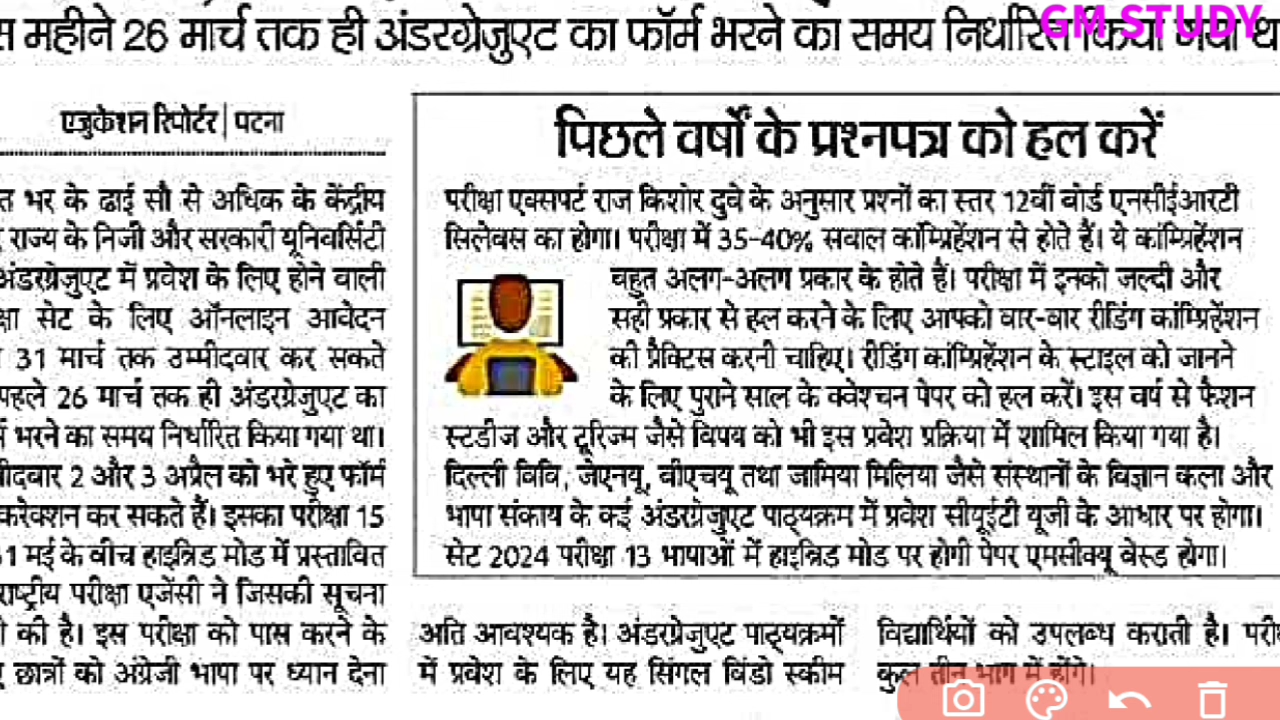 महीने 26 मार्च तक ही अंडरग्रेजुएट का फॉर्म भरने का समय निर्धारित किया गया
GM STUDY
एजुकेशन रिपोर्टर | पटना
भर के ढाई सौ से अधिक के केंद्रीय
राज्य के निजी और सरकारी यूनिवर्सिटी
अंडरग्रेजुएट में प्रवेश के लिए होने वाली
सेट के लिए ऑनलाइन आवेदन
31 मार्च तक उम्मीदवार कर सकते
पहले 26 मार्च तक ही अंडरग्रेजुएट का
भरने का समय निर्धारित किया गया था।
2 और 3 अप्रैल को भरे हुए फॉर्म
करेक्शन कर सकते हैं। इसका परीक्षा 15
मई के बीच हाइब्रिड मोड में प्रस्तावित
राष्ट्रीय परीक्षा एजेंसी ने जिसकी सूचना
की है। इस परीक्षा को पास करने के
छात्रों को अंग्रेजी भाषा पर ध्यान देना
पिछले वर्षों के प्रश्नपत्र को हल करें
परीक्षा एक्सपर्ट राज किशोर दुबे के अनुसार प्रश्नों का स्तर 12वीं बोर्ड एनसीईआरटी
सिलेबस का होगा। परीक्षा में 35-40% सवाल कॉम्प्रिहेंशन से होते हैं। ये कॉम्प्रिहेंशन
बहुत अलग-अलग प्रकार के होते हैं। परीक्षा में इनको जल्दी और
सही प्रकार से हल करने के लिए आपको बार-बार रीडिंग कॉम्प्रिहेंशन
की प्रैक्टिस करनी चाहिए। रीडिंग कॉम्प्रिहेंशन के स्टाइल को जानने
के लिए पुराने साल के क्वेश्चन पेपर को हल करें। इस वर्ष से फैशन
स्टडीज और टूरिज्म जैसे विषय को भी इस प्रवेश प्रक्रिया में शामिल किया गया है।
दिल्ली विवि, जेएनयू, बीएचयू तथा जामिया मिलिया जैसे संस्थानों के विज्ञान कला और
भाषा संकाय के कई अंडरग्रेजुएट पाठ्यक्रम में प्रवेश सीयूईटी यूजी के आधार पर होगा।
सेट 2024 परीक्षा 13 भाषाओं में हाइब्रिड मोड पर होगी पेपर एमसीक्यू बेस्ड होगा।
अति आवश्यक है। अंडरग्रेजुएट पाठ्यक्रमों
में प्रवेश के लिए यह सिंगल विंडो स्कीम
विद्यार्थियों को उपलब्ध कराती है।
कुल तीन भाग में होंगे।